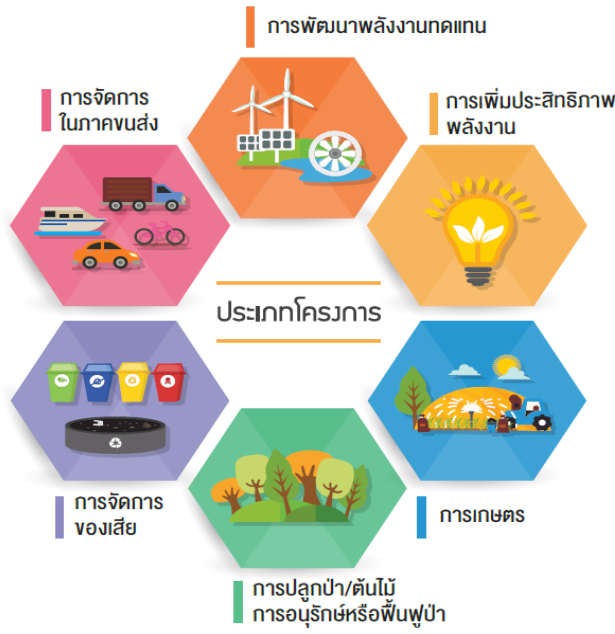 การพัฒนาพลังงานทดแทน
การจัดการ
ในภาคขนส่ง
การเพิ่มประสิทธิภาพ
พลังงาน
ประเภทโครงการ
การจัดการ
ของเสีย
การเกษตร
การปลูกป่า/ต้นไม้
การอนุรักษ์หรือฟื้นฟูป่า